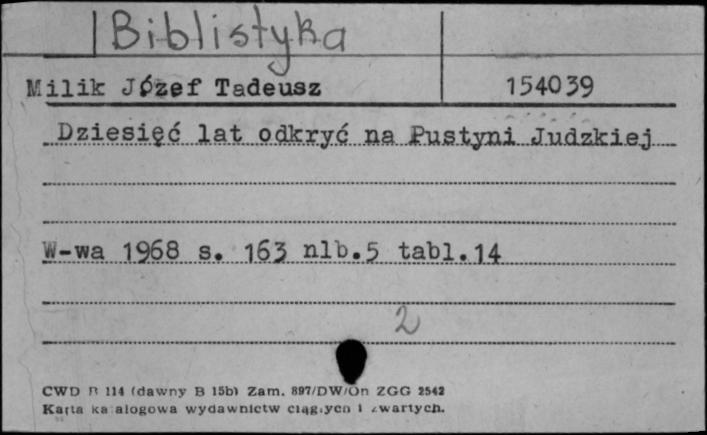 Biblistyka
Milik Józef Tadeusz 154039
Dziesięć lat odkryć na Pustyni Judzkiej
W-wa 1968 s. 163 nlb.5 tabl.14
2
CWD B 114 (dawny B 15b) Zam. 897/DW/On ZGG 2542
Karta katalogowa wydawnictw ciągłych i zwartych.